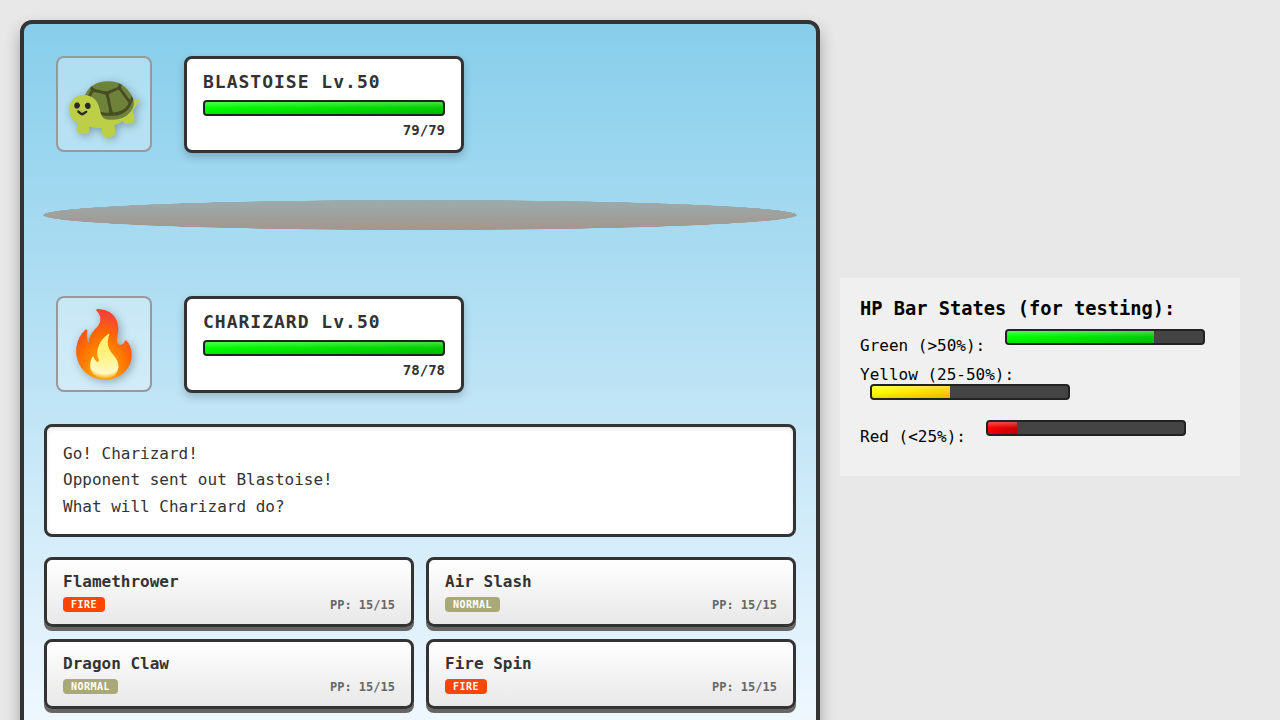 BLASTOISE Lv.50
79/79
CHARIZARD Lv.50
78/78
Go! Charizard!
Opponent sent out Blastoise!
What will Charizard do?
Flamethrower
FIRE PP: 15/15
Air Slash
NORMAL PP: 15/15
Dragon Claw
NORMAL PP: 15/15
Fire Spin
FIRE PP: 15/15
HP Bar States (for testing):
Green (>50%):
Yellow (25-50%):
Red (<25%):